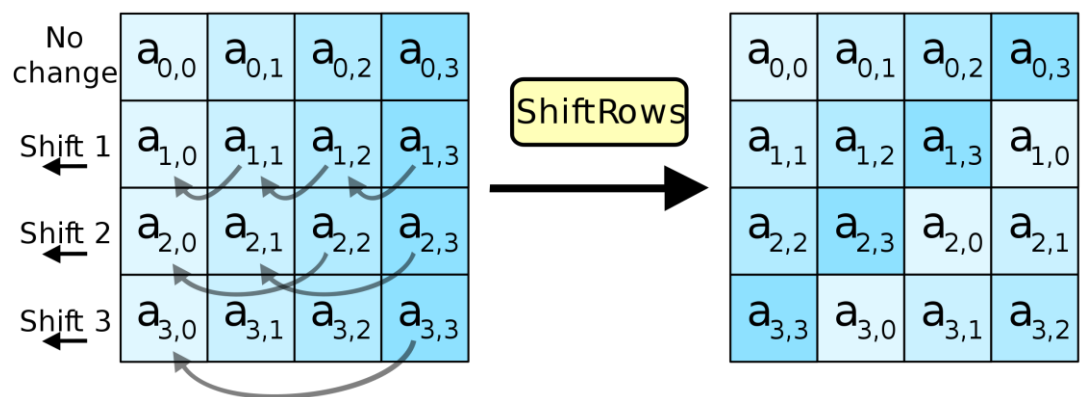 No
change
a0,0 a0,1 a0,2 a0,3
Shift 1
a1,0 a1,1 a1,2 a1,3
Shift 2
a2,0 a2,1 a2,2 a2,3
Shift 3
a3,0 a3,1 a3,2 a3,3
ShiftRows
a0,0 a0,1 a0,2 a0,3
a1,1 a1,2 a1,3 a1,0
a2,2 a2,3 a2,0 a2,1
a3,3 a3,0 a3,1 a3,2